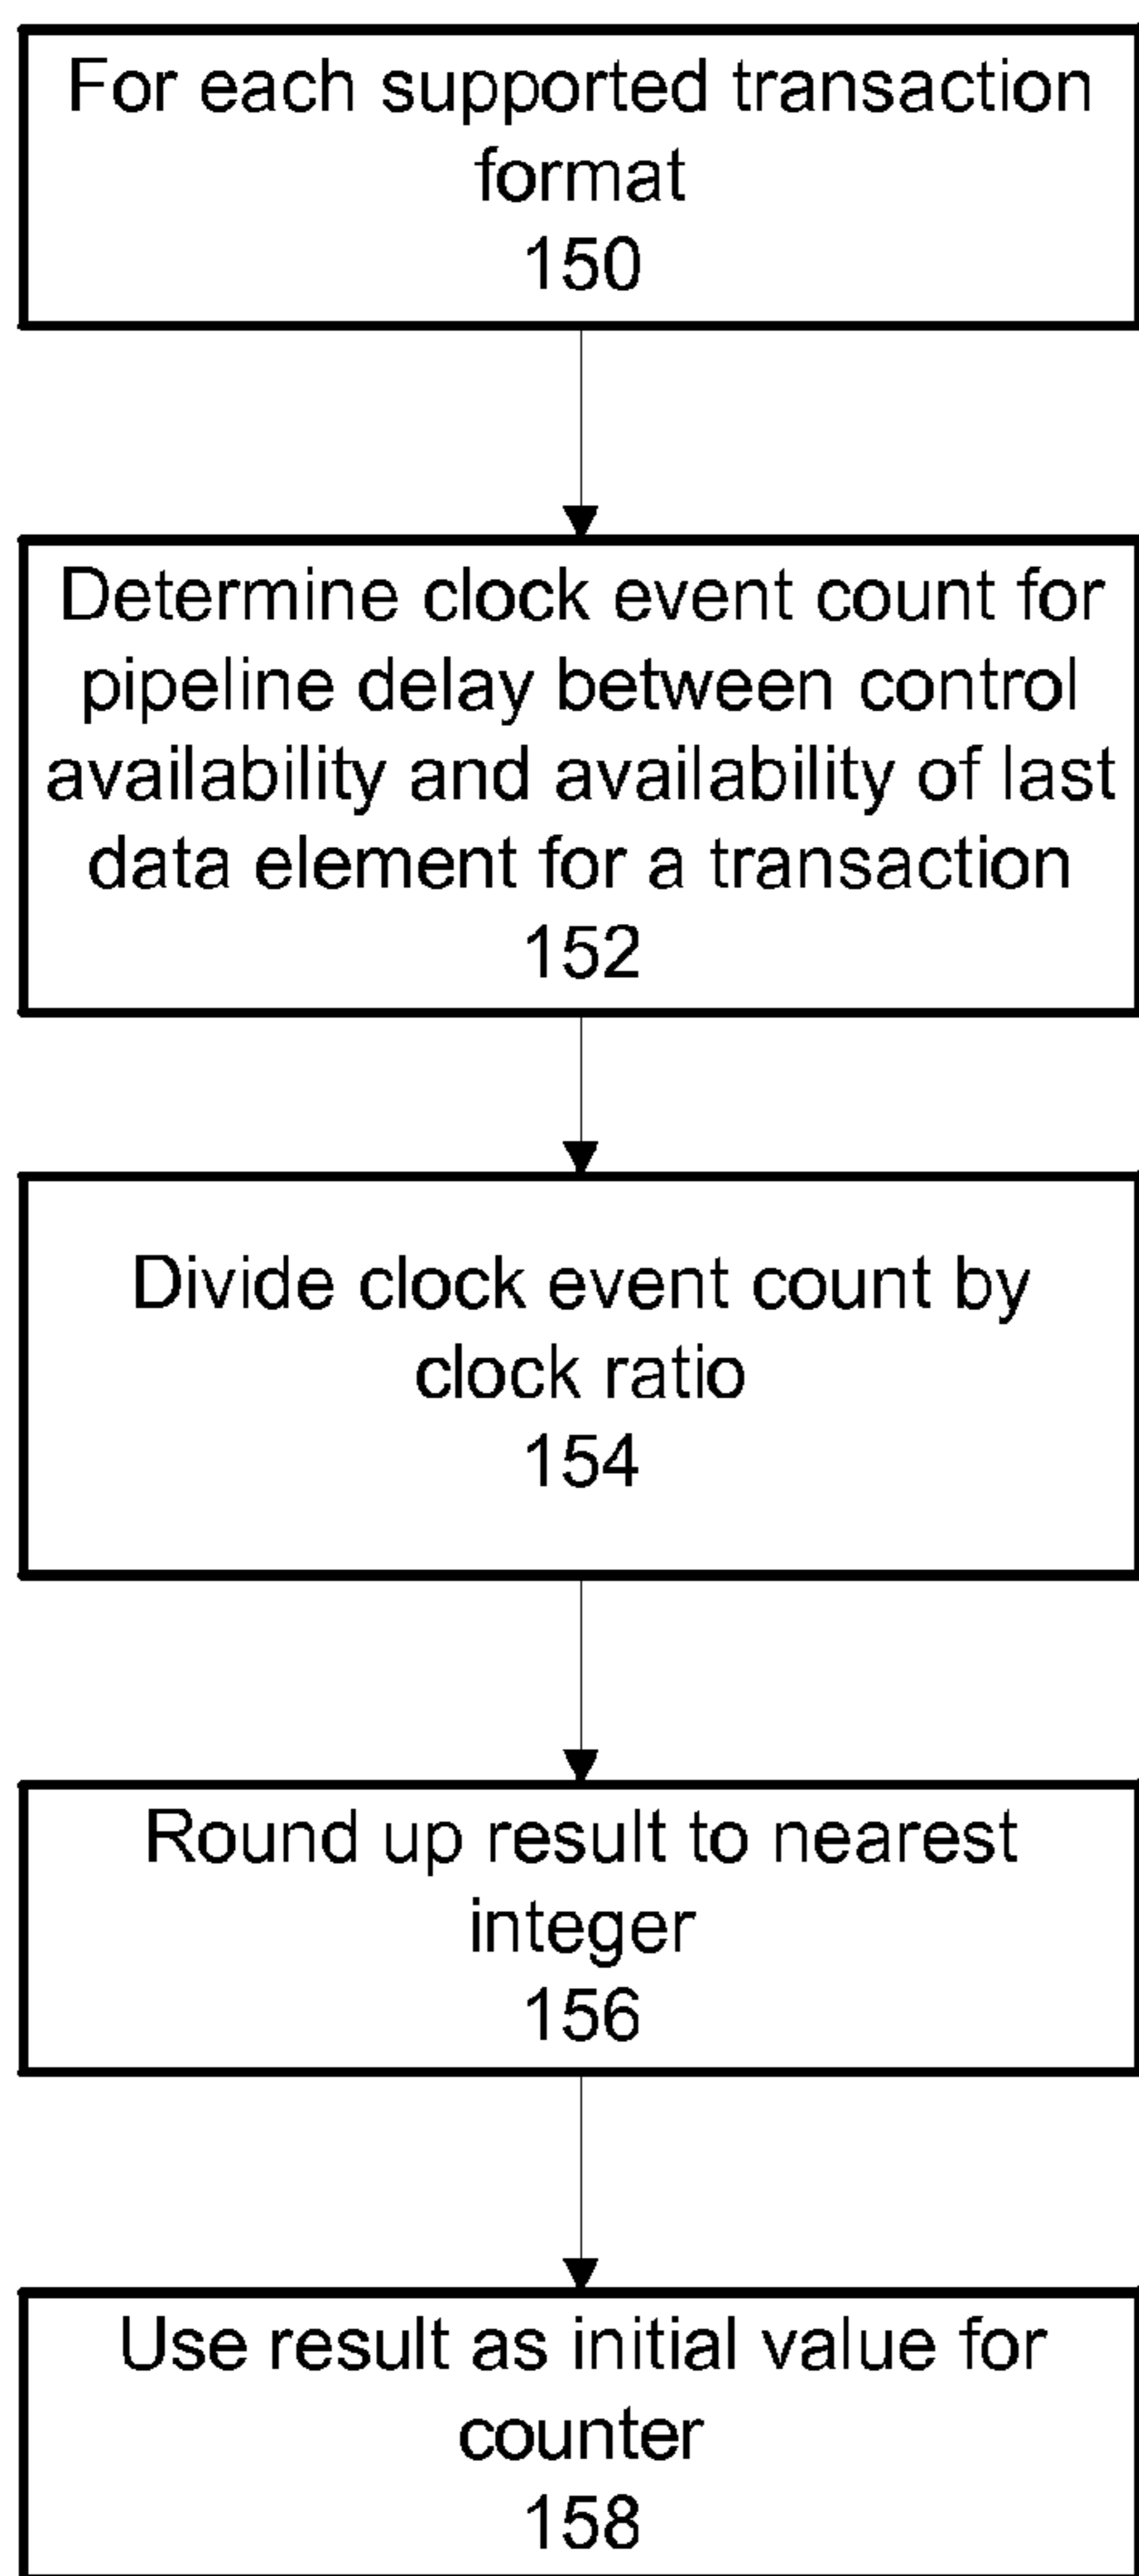 For each supported transaction
format
150
Determine clock event count for
pipeline delay between control
availability and availability of last
data element for a transaction
152
Divide clock event count by
clock ratio
154
Round up result to nearest
integer
156
Use result as initial value for
counter
158